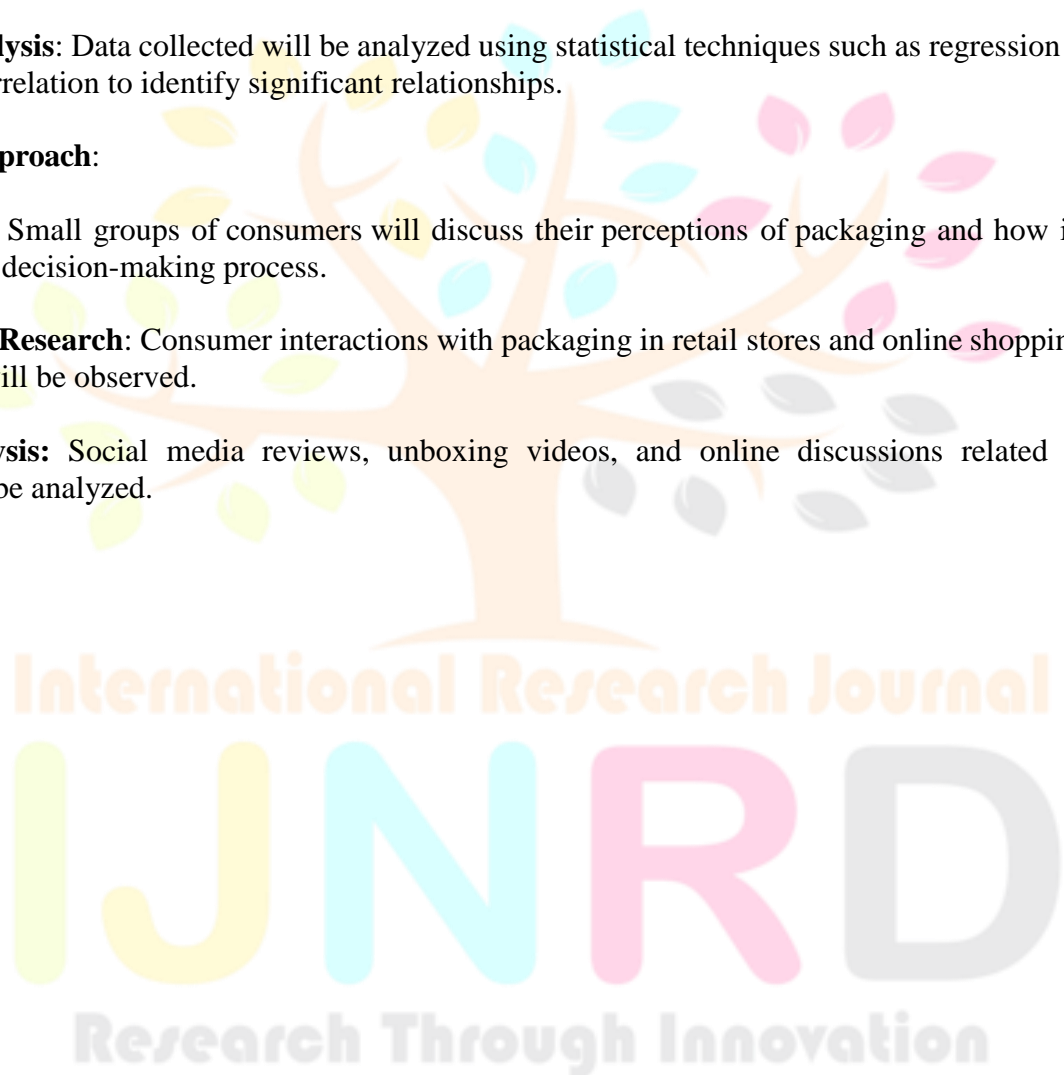 lysis: Data collected will be analyzed using statistical techniques such as regression
rrelation to identify significant relationships.
proach:
Small groups of consumers will discuss their perceptions of packaging and how i
decision-making process.
Research: Consumer interactions with packaging in retail stores and online shoppin
ill be observed.
ysis: Social media reviews, unboxing videos, and online discussions related
be analyzed.
International Research Journal
IJNRD
Research Through Innovation